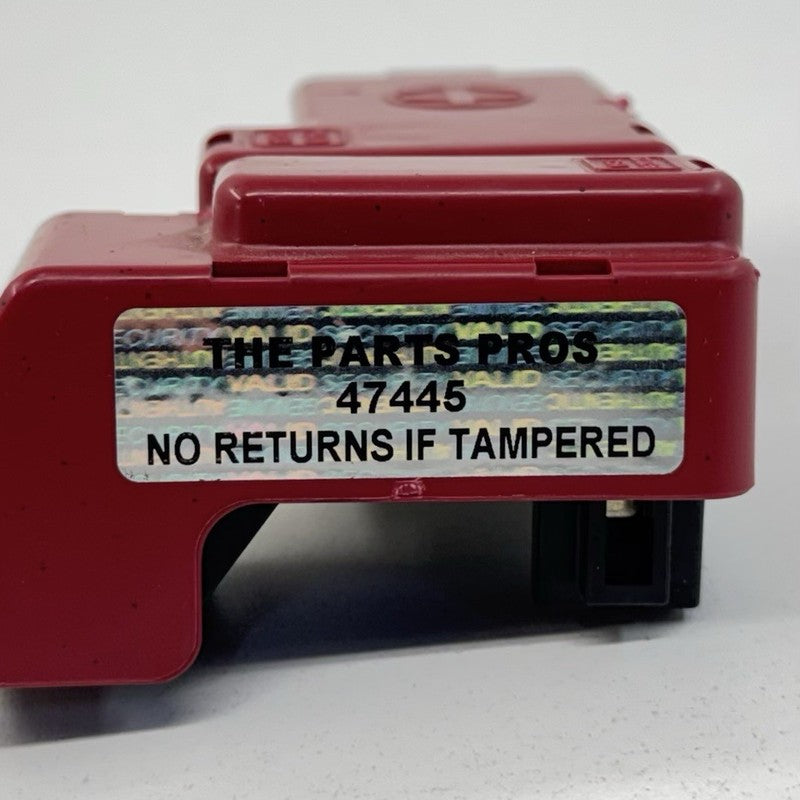 THE PARTS PROS
47445
NO RETURNS IF TAMPERED